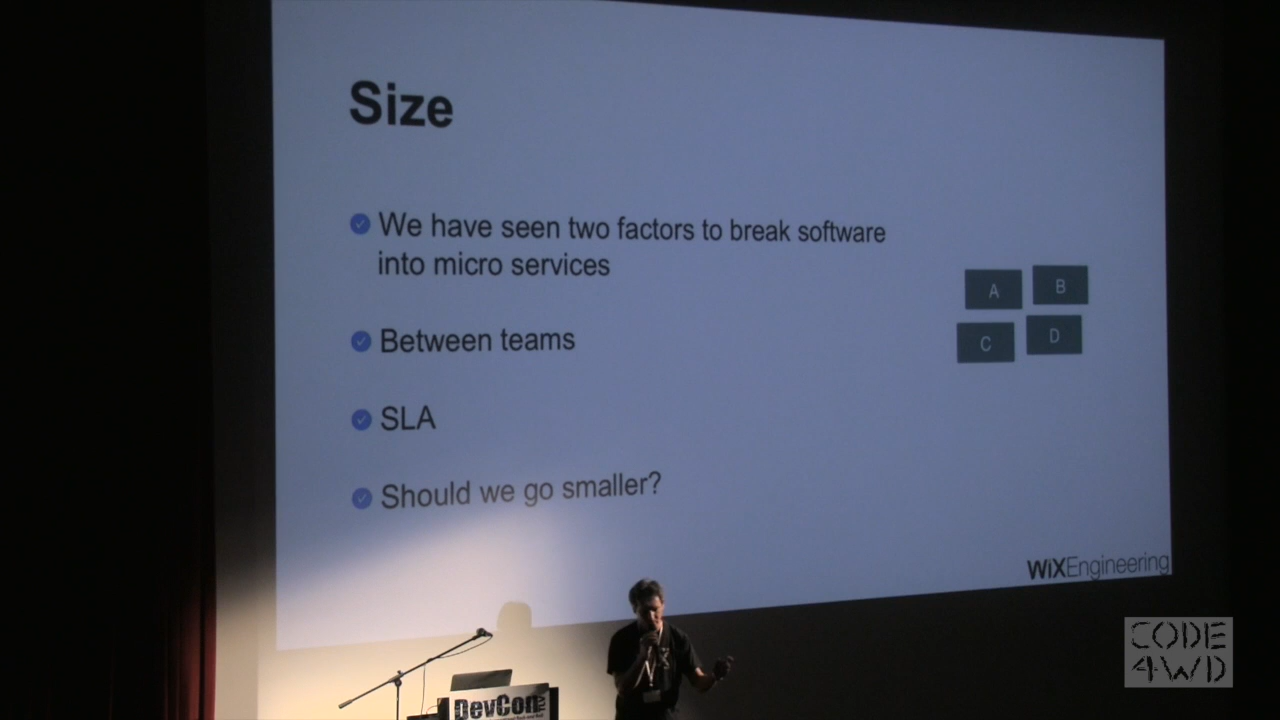 Size
We have seen two factors to break software
into micro services
Between teams
SLA
Should we go smaller?
A
B
C
D
WiXEngineering
DevCon
CODE
4WD